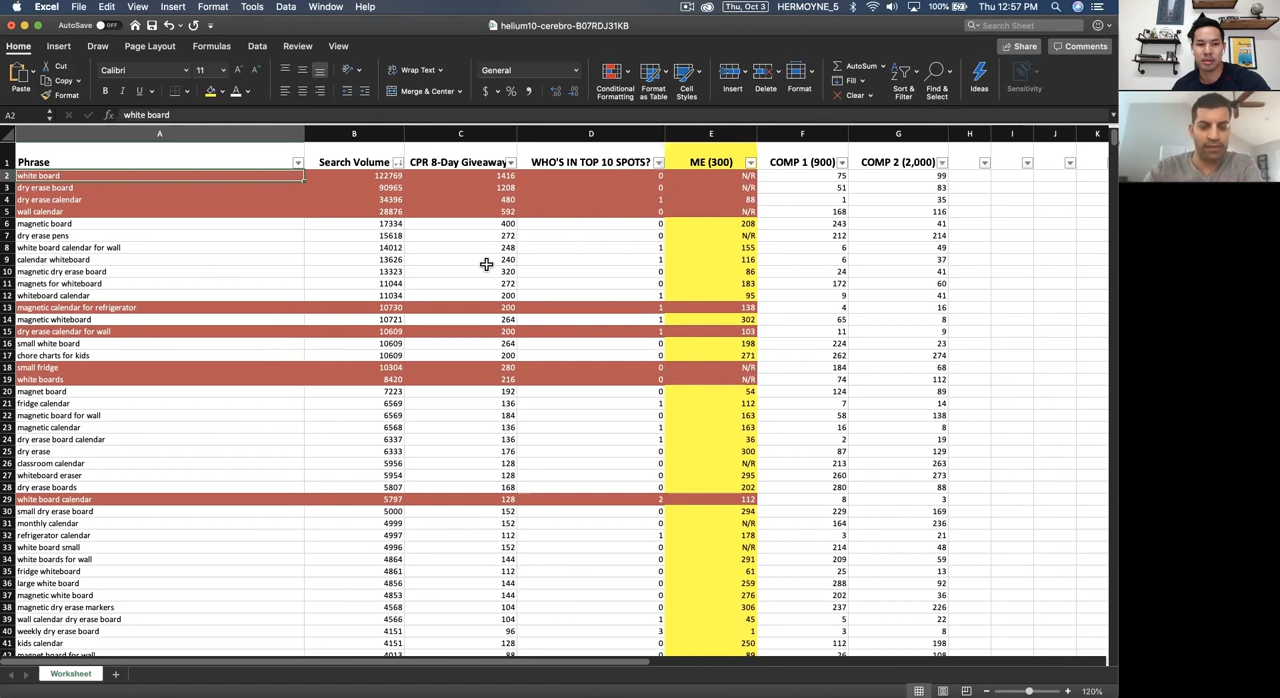 Excel File Edit View Insert Format Tools Data Window Help HERMOYNE_5 100% Thu 12:57 PM
Thu, Oct 3
AutoSave OFF helium10-cerebro-B07RDJ31KB Search Sheet
Home Insert Draw Page Layout Formulas Data Review View Share Comments
Paste Cut Copy Format Calibri 11 Wrap Text Merge & Center General Conditional Formatting Format as Table Cell Styles Insert Delete Format AutoSum Fill Clear Sort & Filter Find & Select Ideas Sensitivity
A2 fx white board
A B C D E F G H I J K
1 Phrase Search Volume CPR 8-Day Giveaway WHO'S IN TOP 10 SPOTS? ME (300) COMP 1 (900) COMP 2 (2,000)
2 white board 122769 1416 0 N/R 75 99
3 dry erase board 90965 1208 0 N/R 51 83
4 dry erase calendar 34396 480 1 88 1 35
5 wall calendar 28876 592 0 N/R 168 116
6 magnetic board 17334 400 0 208 243 41
7 dry erase pens 15618 272 0 N/R 212 214
8 white board calendar for wall 14012 248 1 155 6 49
9 calendar whiteboard 13626 240 1 116 6 37
10 magnetic dry erase board 13323 320 0 86 24 41
11 magnets for whiteboard 11044 272 0 183 172 60
12 whiteboard calendar 11034 200 1 95 9 41
13 magnetic calendar for refrigerator 10730 200 1 138 4 16
14 magnetic whiteboard 10721 264 1 302 65 8
15 dry erase calendar for wall 10609 200 1 103 11 9
16 small white board 10609 264 0 198 224 23
17 chore charts for kids 10609 200 0 271 262 274
18 small fridge 10304 280 0 N/R 184 68
19 white boards 8420 216 0 N/R 74 112
20 magnet board 7223 192 0 54 124 89
21 fridge calendar 6569 136 1 112 7 14
22 magnetic board for wall 6569 184 0 163 58 138
23 magnetic calendar 6568 136 1 163 16 8
24 dry erase board calendar 6337 136 1 36 2 19
25 dry erase 6333 176 0 300 87 129
26 classroom calendar 5956 128 0 N/R 213 263
27 whiteboard eraser 5954 128 0 295 260 273
28 dry erase boards 5807 168 0 202 280 88
29 white board calendar 5797 128 2 112 8 3
30 small dry erase board 5000 152 0 294 229 169
31 monthly calendar 4999 152 0 N/R 164 236
32 refrigerator calendar 4997 112 1 178 3 21
33 white board small 4996 152 0 N/R 214 48
34 white boards for wall 4864 144 0 291 209 59
35 fridge whiteboard 4861 112 0 61 25 13
36 large white board 4856 144 0 259 288 92
37 magnetic white board 4853 144 0 276 202 36
38 magnetic dry erase markers 4568 104 0 306 237 226
39 wall calendar dry erase board 4566 104 1 45 5 22
40 weekly dry erase board 4151 96 3 1 3 8
41 kids calendar 4151 128 0 250 112 198
42 magnet board for wall 4013 88 0 89 26 108
Worksheet
120%